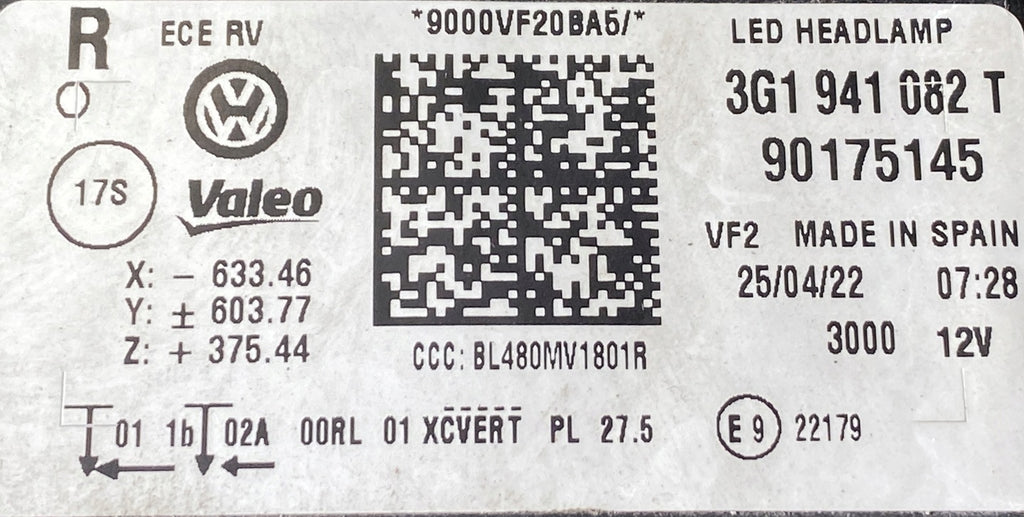 R ECE RV *9000VF20BA5/* LED HEADLAMP
3G1 941 082 T
90175145
17S
Valeo
VF2 MADE IN SPAIN
X: - 633.46
25/04/22 07:28
Y: ± 603.77
3000 12V
Z: + 375.44
CCC: BL480MV1801R
01 1b 02A 00RL 01 XC̅V̅E̅R̅T̅ PL 27.5 E9 22179